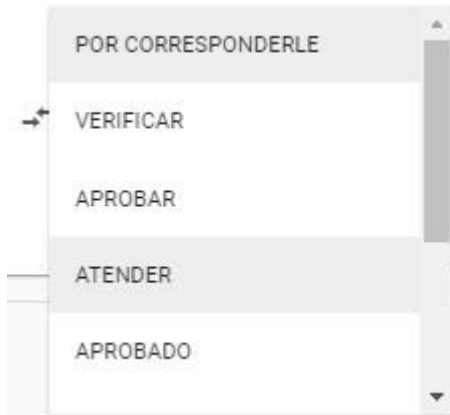 POR CORRESPONDERLE
VERIFICAR
APROBAR
ATENDER
APROBADO